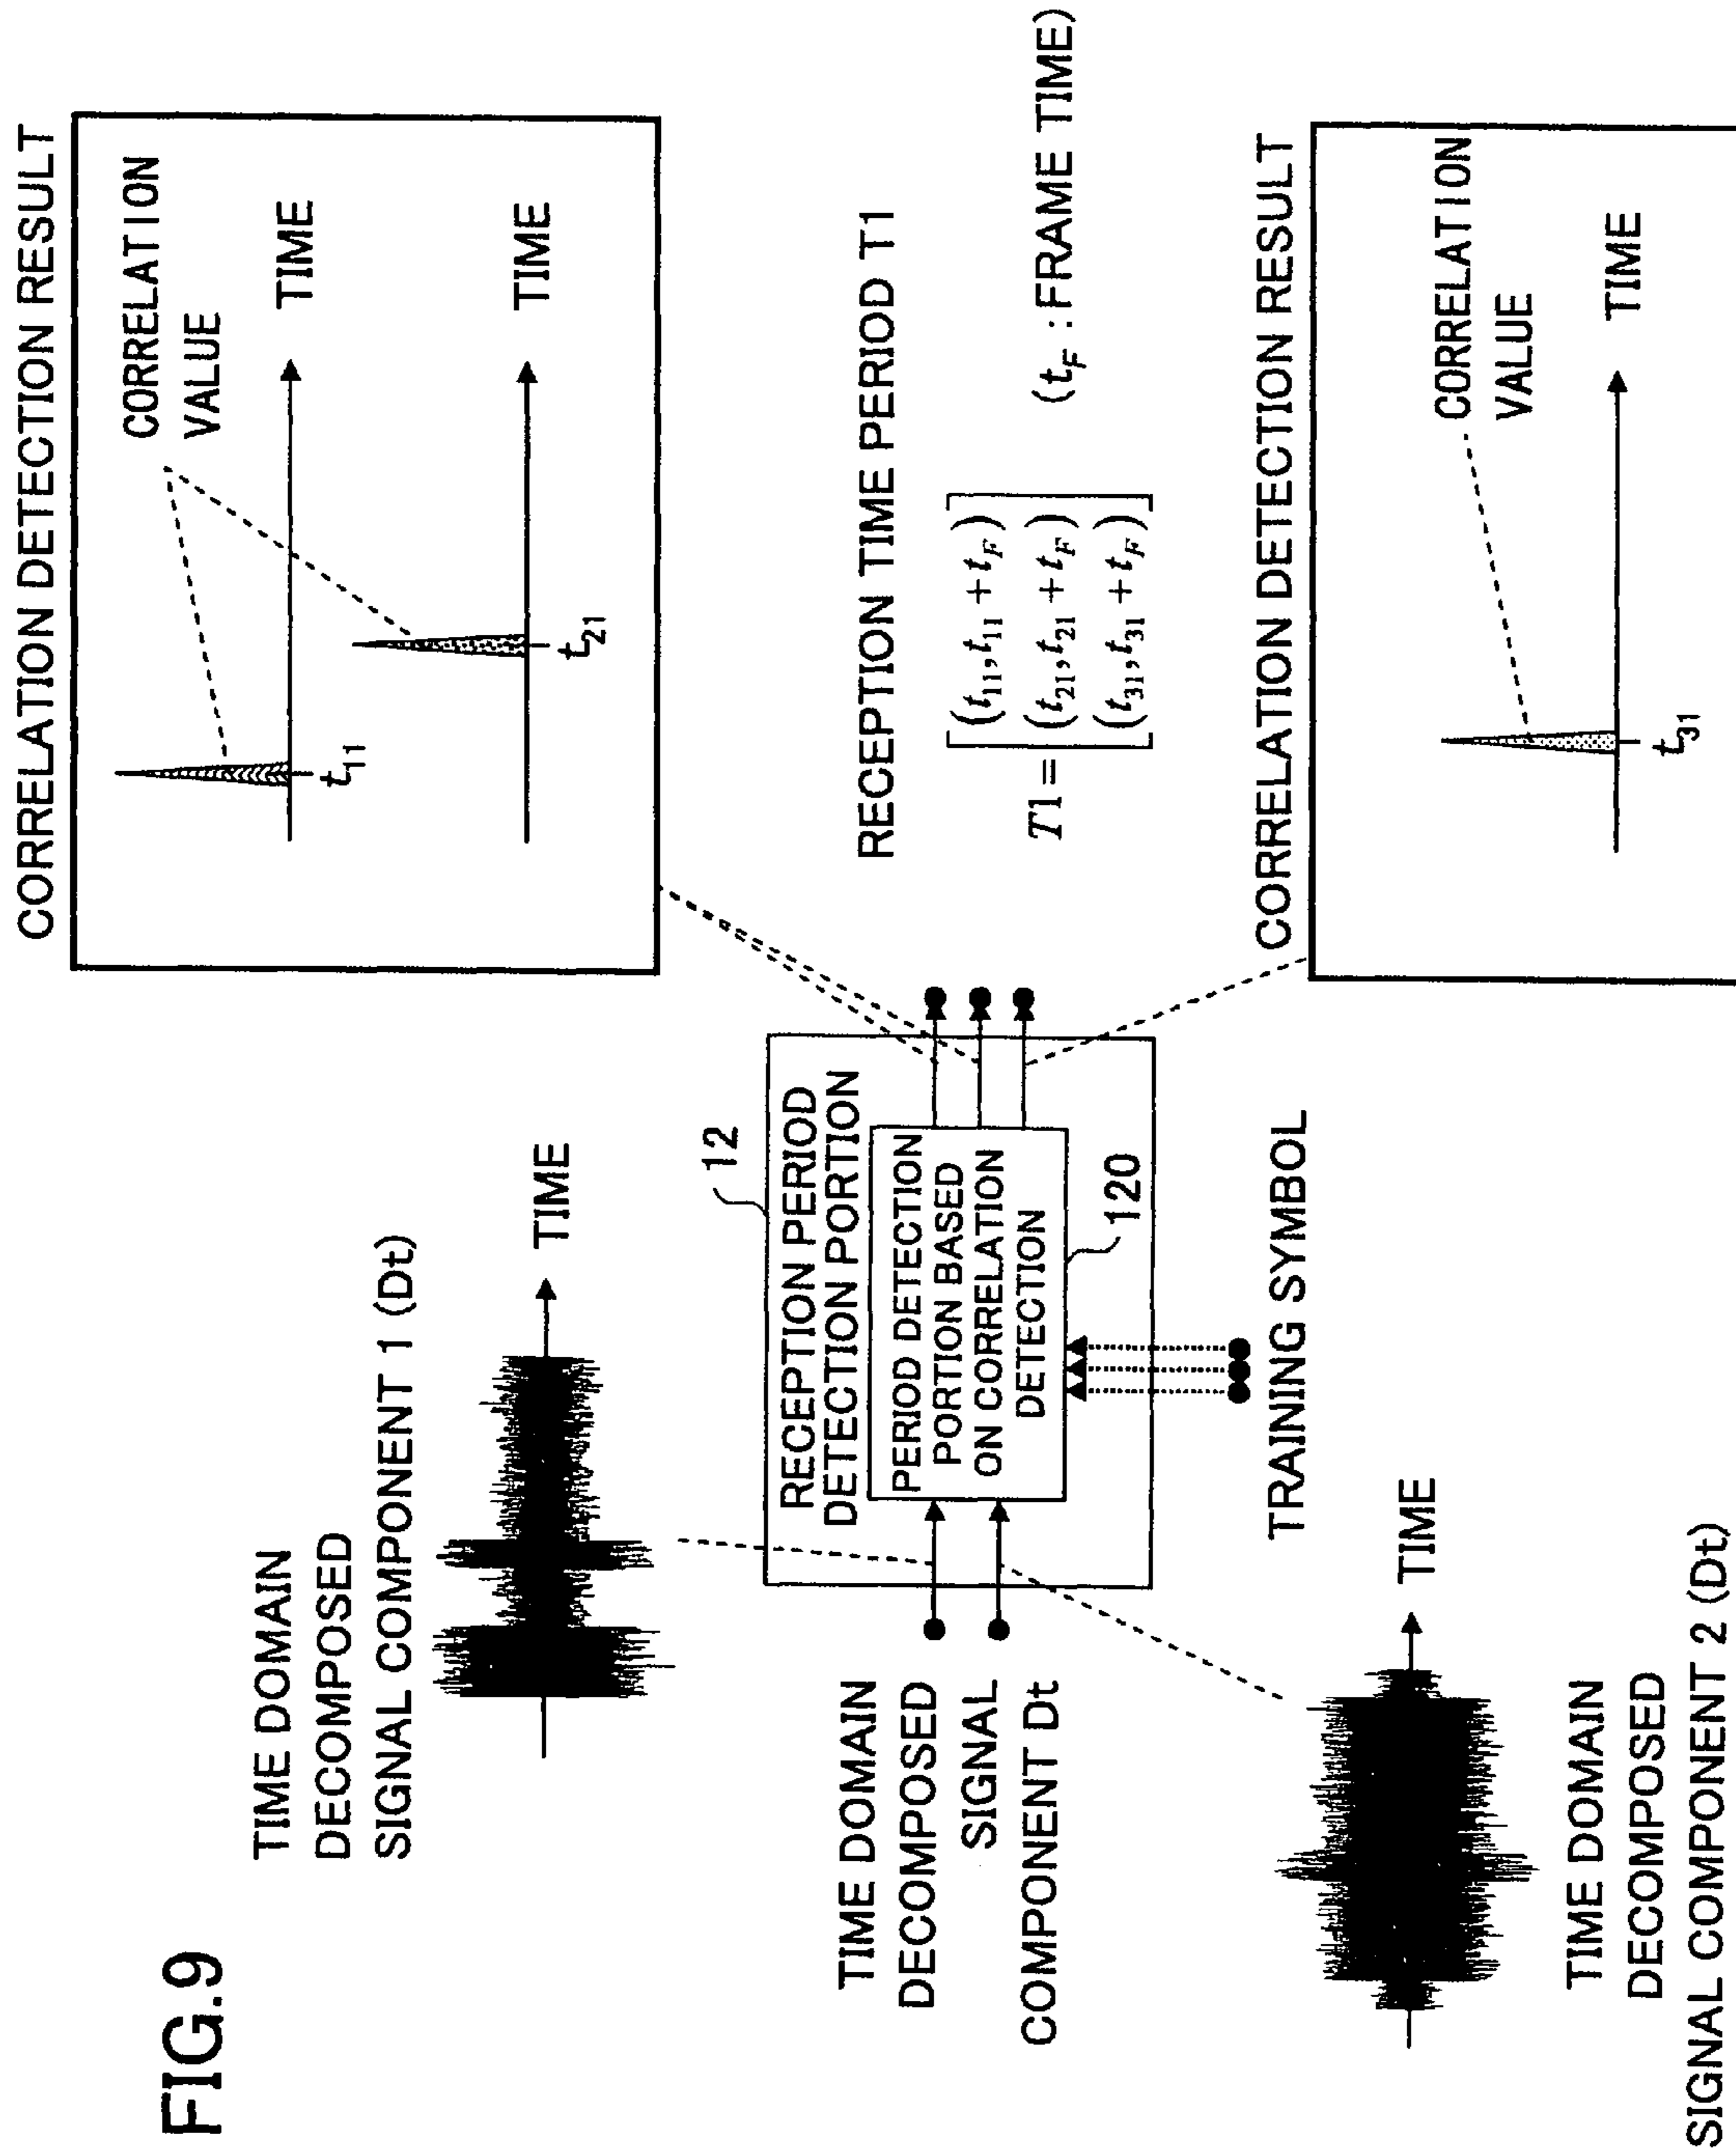 FIG.9
TIME DOMAIN
DECOMPOSED
SIGNAL COMPONENT 1 (Dt)
TIME
TIME DOMAIN
DECOMPOSED
SIGNAL
COMPONENT Dt
12
RECEPTION PERIOD
DETECTION PORTION
PERIOD DETECTION
PORTION BASED
ON CORRELATION
DETECTION
120
TRAINING SYMBOL
TIME
TIME DOMAIN
DECOMPOSED
SIGNAL COMPONENT 2 (Dt)
CORRELATION DETECTION RESULT
CORRELATION
VALUE
t11
TIME
t21
TIME
RECEPTION TIME PERIOD T1
T1= [(t11,t11+tF)
(t21,t21+tF)
(t31,t31+tF)]
(tF :FRAME TIME)
CORRELATION DETECTION RESULT
CORRELATION
VALUE
t31
TIME